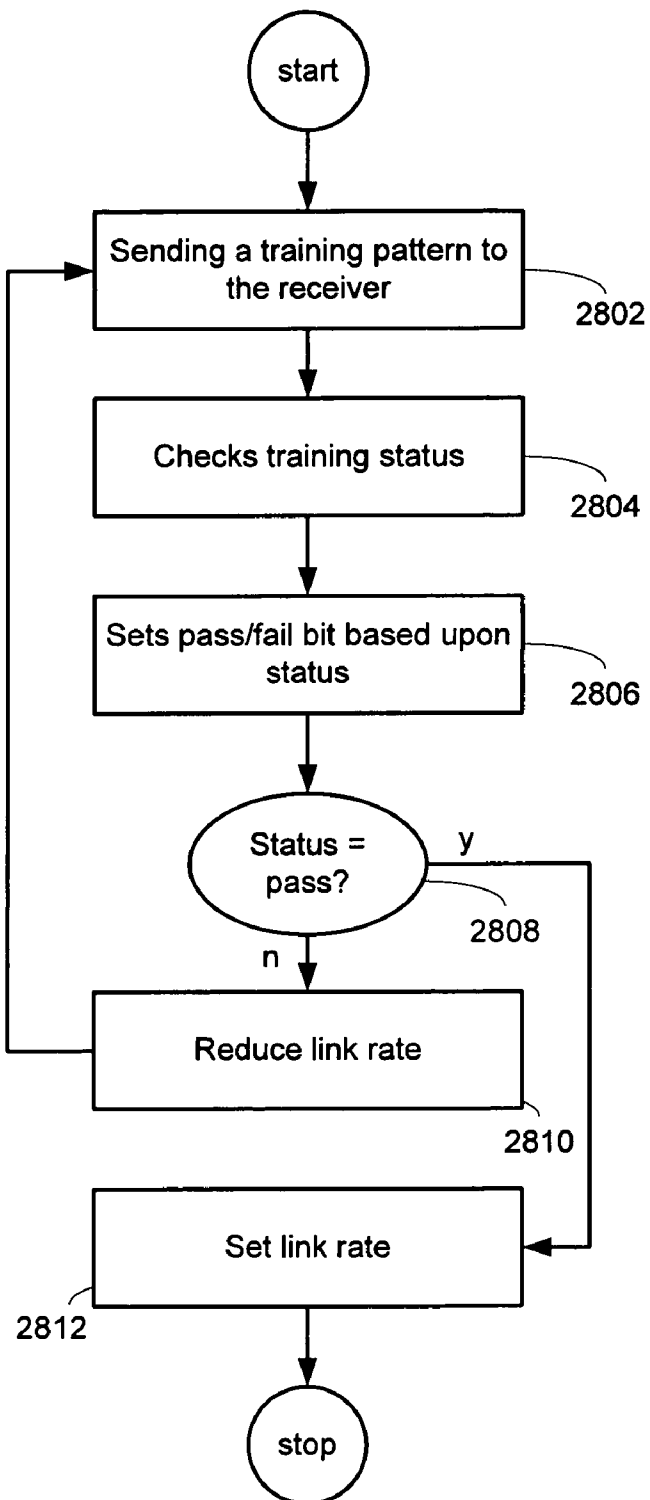 start
Sending a training pattern to
the receiver
2802
Checks training status
2804
Sets pass/fail bit based upon
status
2806
Status =
pass?
y
2808
n
Reduce link rate
2810
Set link rate
2812
stop